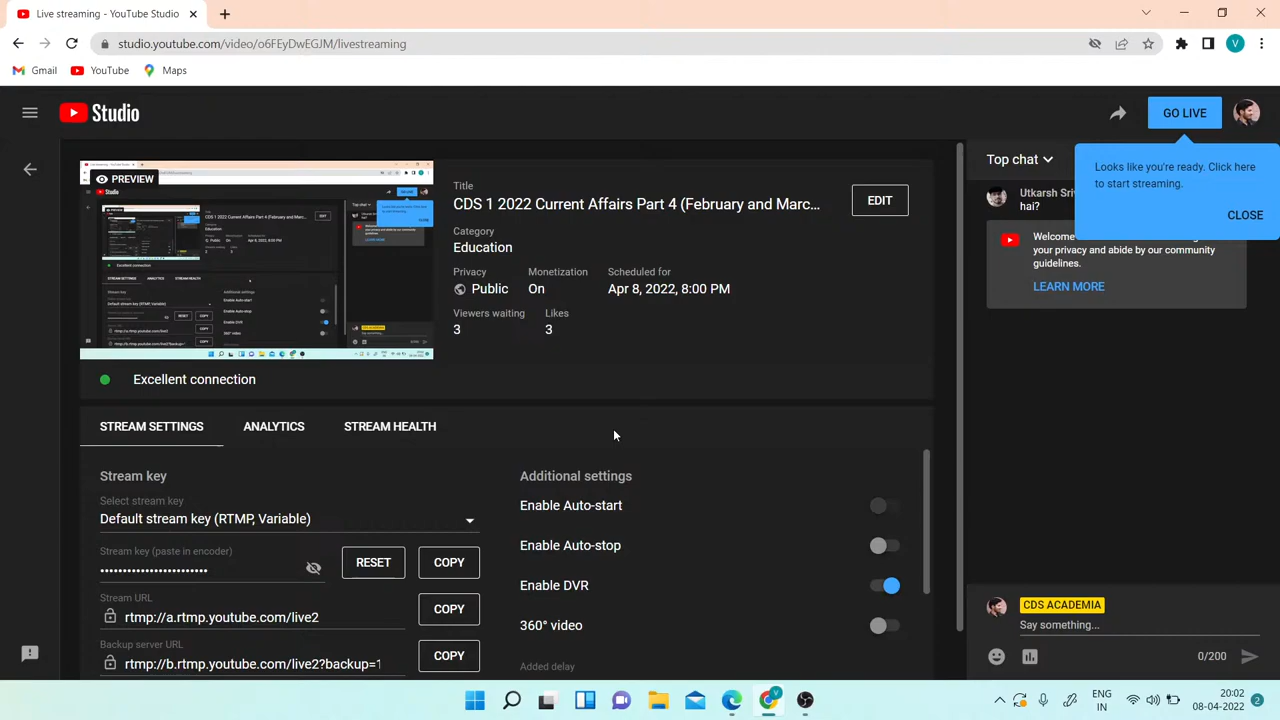 Live streaming - YouTube Studio
studio.youtube.com/video/o6FEyDwEGJM/livestreaming
V
Gmail
YouTube
Maps
Studio
GO LIVE
PREVIEW
Title
CDS 1 2022 Current Affairs Part 4 (February and Marc...
EDIT
Category
Education
Privacy
Monetization
Scheduled for
Public
On
Apr 8, 2022, 8:00 PM
Viewers waiting
Likes
3
3
Excellent connection
Top chat
Looks like you're ready. Click here
to start streaming.
CLOSE
Utkarsh Sri
hai?
Welcome
your privacy and abide by our community
guidelines.
LEARN MORE
STREAM SETTINGS
ANALYTICS
STREAM HEALTH
Stream key
Select stream key
Default stream key (RTMP, Variable)
Stream key (paste in encoder)
••••••••••••••••••••••••
RESET
COPY
Stream URL
rtmp://a.rtmp.youtube.com/live2
COPY
Backup server URL
rtmp://b.rtmp.youtube.com/live2?backup=1
COPY
Additional settings
Enable Auto-start
Enable Auto-stop
Enable DVR
360° video
Added delay
CDS ACADEMIA
Say something...
0/200
ENG
IN
20:02
08-04-2022
2